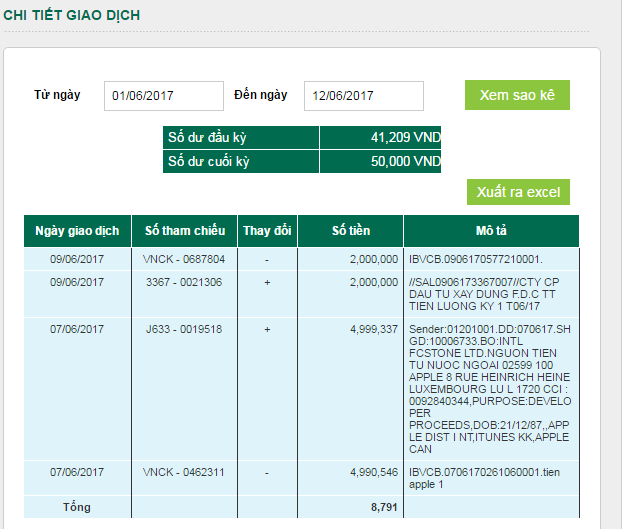 CHI TIẾT GIAO DỊCH
Từ ngày 01/06/2017 Đến ngày 12/06/2017 Xem sao kê
Số dư đầu kỳ 41,209 VND
Số dư cuối kỳ 50,000 VND
Xuất ra excel
Ngày giao dịch Số tham chiếu Thay đổi Số tiền Mô tả
09/06/2017 VNCK - 0687804 - 2,000,000 IBVCB.0906170577210001.
09/06/2017 3367 - 0021306 + 2,000,000 //SAL0906173367007//CTY CP
DAU TU XAY DUNG F.D.C TT
TIEN LUONG KY 1 T06/17
07/06/2017 J633 - 0019518 + 4,999,337 Sender:01201001.DD:070617.SH
GD:10006733.BO:INTL
FCSTONE LTD.NGUON TIEN
TU NUOC NGOAI 02599 100
APPLE 8 RUE HEINRICH HEINE
LUXEMBOURG LU L 1720 CCI :
0092840344,PURPOSE:DEVELO
PER
PROCEEDS,DOB:21/12/87,,APP
LE DIST I NT,ITUNES KK,APPLE
CAN
07/06/2017 VNCK - 0462311 - 4,990,546 IBVCB.0706170261060001.tien
apple 1
Tổng 8,791